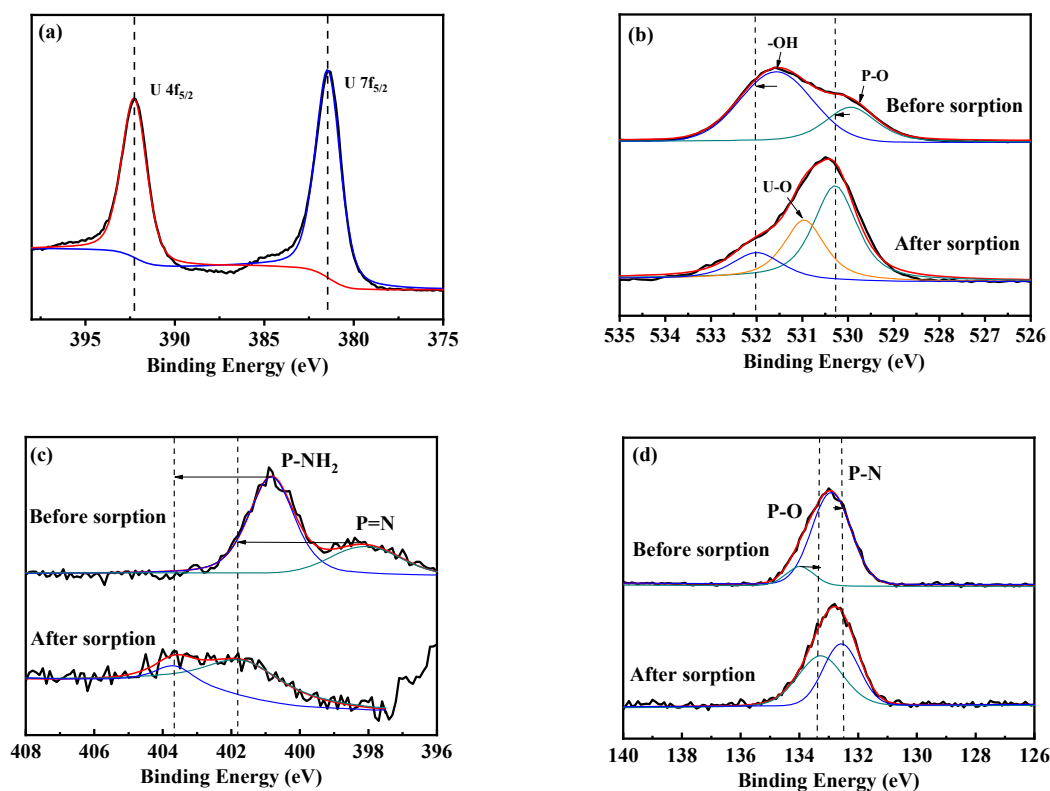 (a)
U 4f5/2
U 7f5/2
395 390 385 380 375
Binding Energy (eV)
(b)
-OH
P-O
Before sorption
U-O
After sorption
535 534 533 532 531 530 529 528 527 526
Binding Energy (eV)
(c)
P-NH2
P=N
Before sorption
After sorption
408 406 404 402 400 398 396
Binding Energy (eV)
(d)
P-N
P-O
Before sorption
After sorption
140 138 136 134 132 130 128 126
Binding Energy (eV)